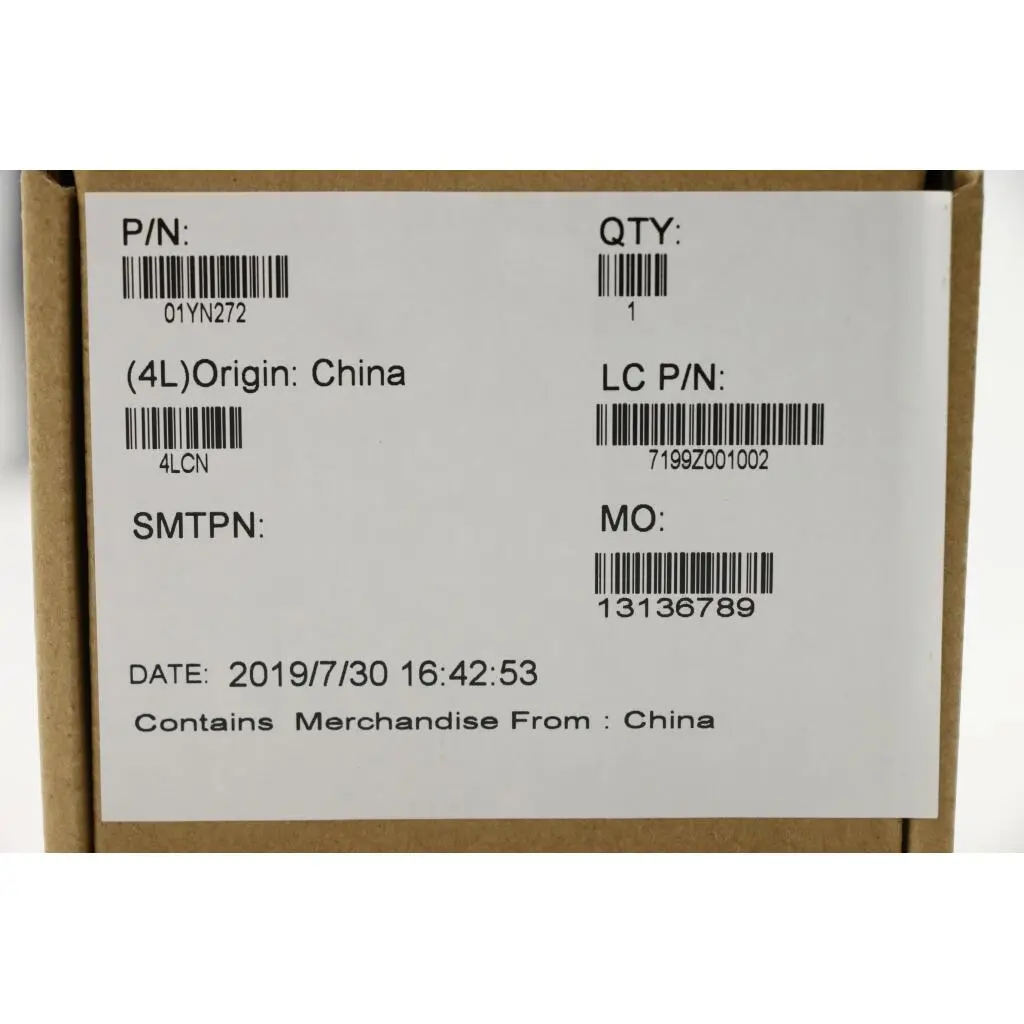 P/N:
QTY:
01YN272
1
(4L)Origin: China
LC P/N:
4LCN
7199Z001002
SMTPN:
MO:
13136789
DATE: 2019/7/30 16:42:53
Contains Merchandise From : China